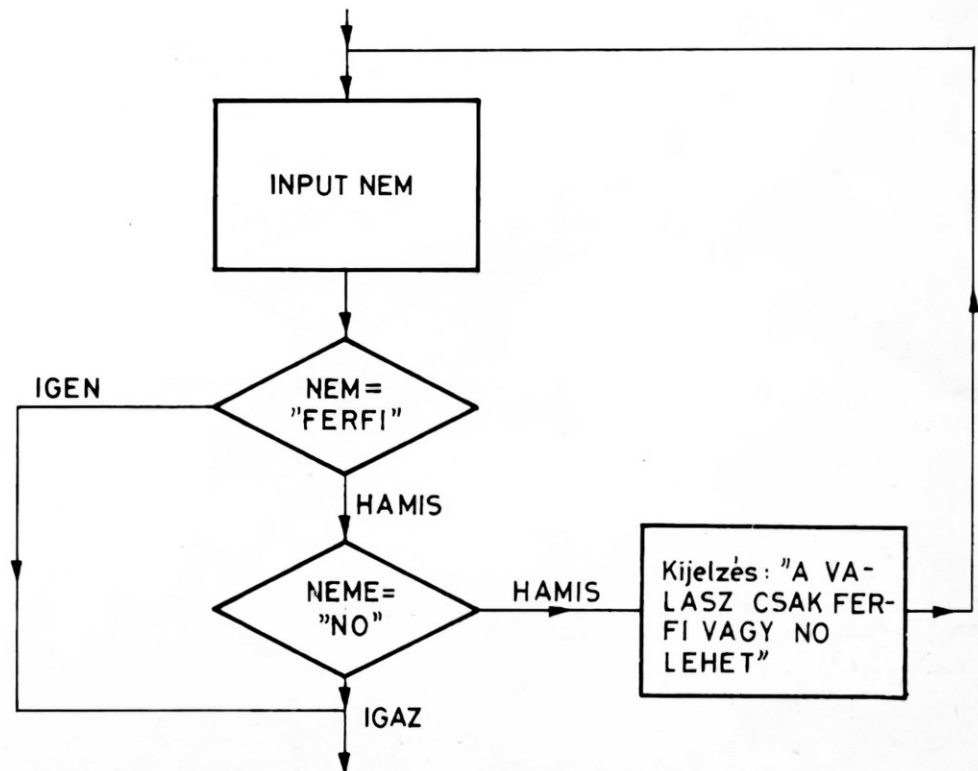 INPUT NEM
IGEN
NEM=
"FERFI"
HAMIS
NEME=
"NO"
HAMIS
Kijelzés: "A VA-
LASZ CSAK FER-
FI VAGY NO
LEHET"
IGAZ